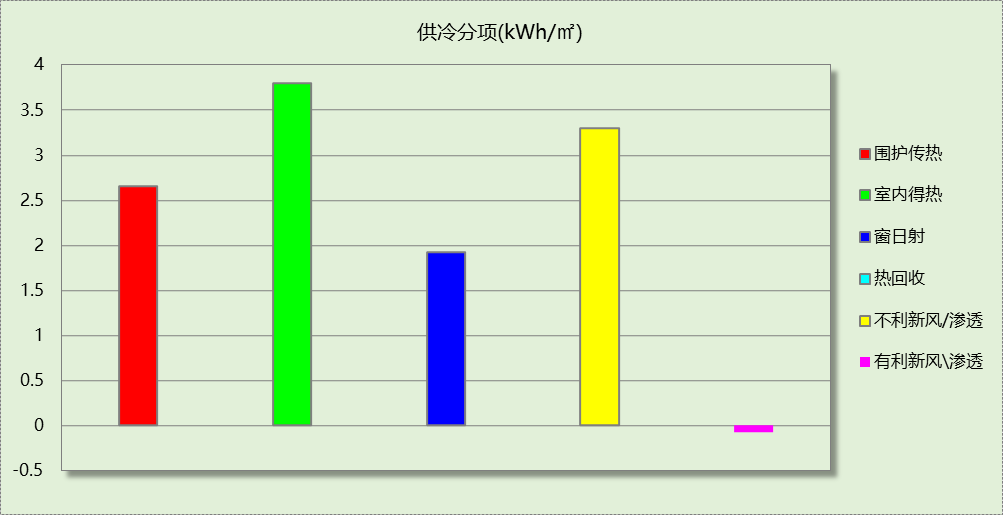 供冷分项(kWh/㎡)
4
3.5
3
2.5
2
1.5
1
0.5
0
-0.5
围护传热
室内得热
窗日射
热回收
不利新风/渗透
有利新风\渗透